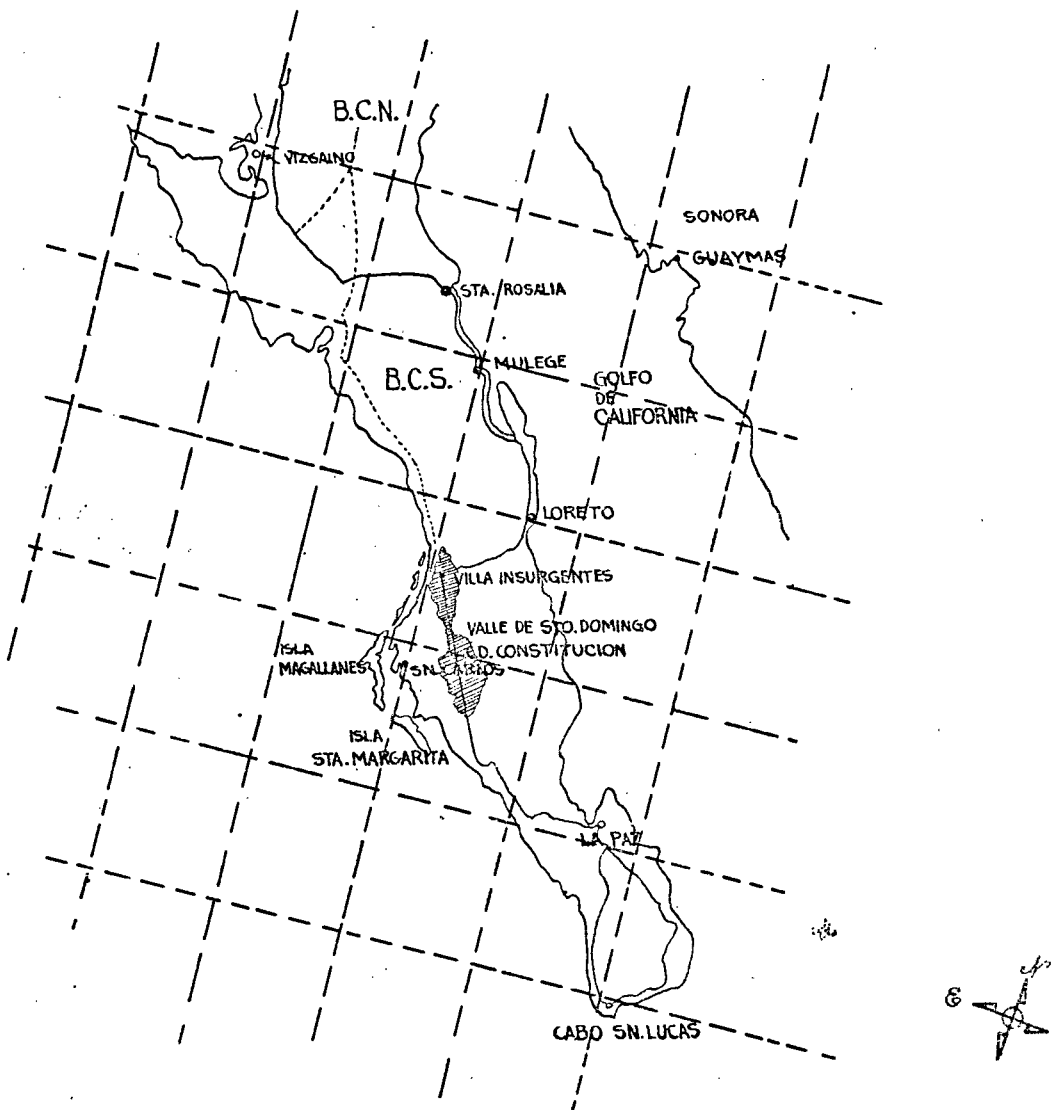 B.C.N.
VIZGAINO
SONORA
GUAYMAS
STA. ROSALIA
MULEGE
B.C.S.
GOLFO
DE
CALIFORNIA
LORETO
VILLA INSURGENTES
VALLE DE STO. DOMINGO
CD. CONSTITUCION
ISLA
MAGALLANES
SN. CARLOS
ISLA
STA. MARGARITA
LA PAZ
CABO SN. LUCAS
N
E